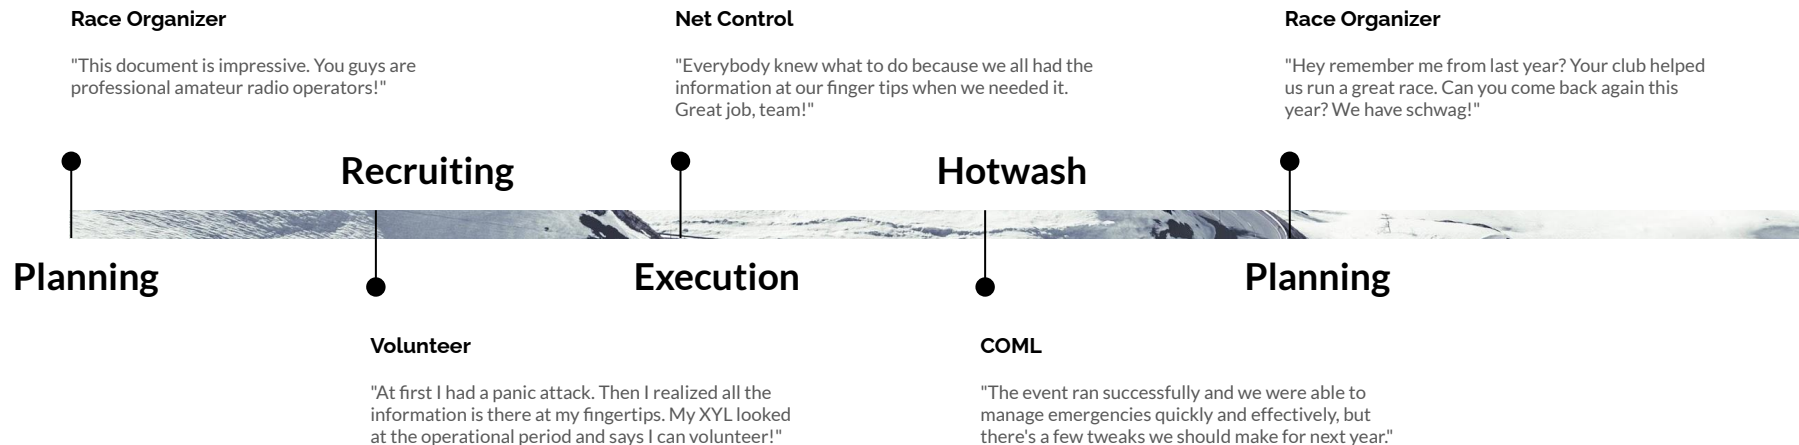 Race Organizer
"This document is impressive. You guys are
professional amateur radio operators!"
Net Control
"Everybody knew what to do because we all had the
information at our finger tips when we needed it.
Great job, team!"
Race Organizer
"Hey remember me from last year? Your club helped
us run a great race. Can you come back again this
year? We have schwag!"
Recruiting
Hotwash
Planning
Execution
Planning
Volunteer
"At first I had a panic attack. Then I realized all the
information is there at my fingertips. My XYL looked
at the operational period and says I can volunteer!"
COML
"The event ran successfully and we were able to
manage emergencies quickly and effectively, but
there's a few tweaks we should make for next year."